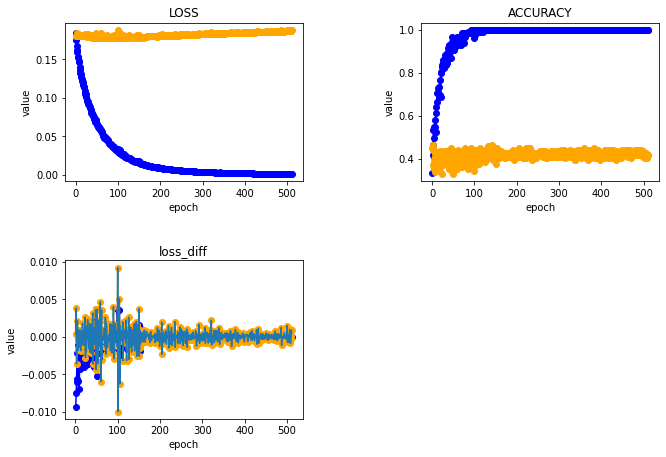 LOSS
value
0.15
0.10
0.05
0.00
0 100 200 300 400 500
epoch
ACCURACY
value
1.0
0.8
0.6
0.4
0 100 200 300 400 500
epoch
loss_diff
value
0.010
0.005
0.000
−0.005
−0.010
0 100 200 300 400 500
epoch